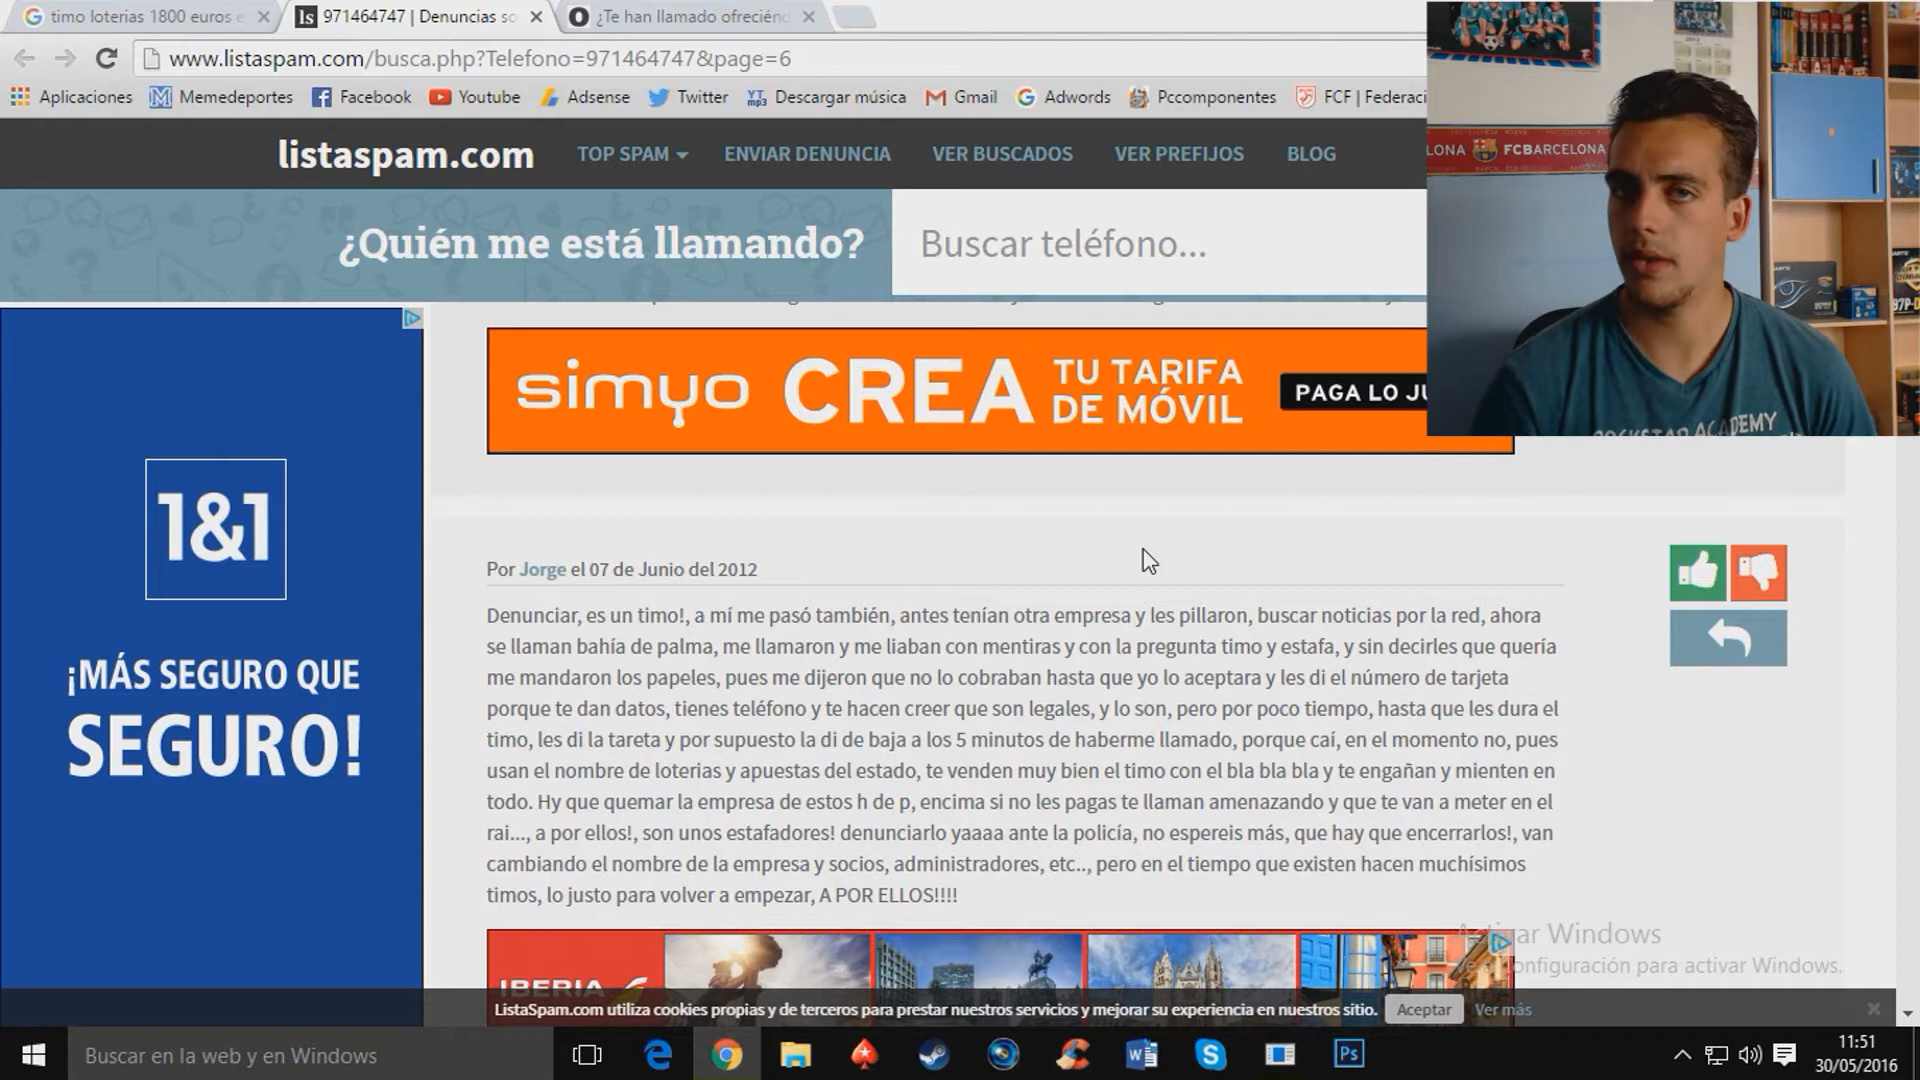 timo loterias 1800 euros e
971464747 | Denuncias so
¿Te han llamado ofrecién
www.listaspam.com/busca.php?Telefono=971464747&page=6
Aplicaciones Memedeportes Facebook Youtube Adsense Twitter Descargar música Gmail Adwords Pccomponentes FCF | Federaci
listaspam.com TOP SPAM ENVIAR DENUNCIA VER BUSCADOS VER PREFIJOS BLOG
¿Quién me está llamando? Buscar teléfono...
LONA FCBARCELONA
ROCKSTAR ACADEMY
simyo CREA TU TARIFA
DE MÓVIL
PAGA LO JU
1&1
¡MÁS SEGURO QUE
SEGURO!
Por Jorge el 07 de Junio del 2012
Denunciar, es un timo!, a mí me pasó también, antes tenían otra empresa y les pillaron, buscar noticias por la red, ahora
se llaman bahía de palma, me llamaron y me liaban con mentiras y con la pregunta timo y estafa, y sin decirles que quería
me mandaron los papeles, pues me dijeron que no lo cobraban hasta que yo lo aceptara y les di el número de tarjeta
porque te dan datos, tienes teléfono y te hacen creer que son legales, y lo son, pero por poco tiempo, hasta que les dura el
timo, les di la tareta y por supuesto la di de baja a los 5 minutos de haberme llamado, porque caí, en el momento no, pues
usan el nombre de loterias y apuestas del estado, te venden muy bien el timo con el bla bla bla y te engañan y mienten en
todo. Hy que quemar la empresa de estos h de p, encima si no les pagas te llaman amenazando y que te van a meter en el
rai..., a por ellos!, son unos estafadores! denunciarlo yaaaa ante la policía, no espereis más, que hay que encerrarlos!, van
cambiando el nombre de la empresa y socios, administradores, etc.., pero en el tiempo que existen hacen muchísimos
timos, lo justo para volver a empezar, A POR ELLOS!!!!
IBERIA
Activar Windows
configuración para activar Windows.
ListaSpam.com utiliza cookies propias y de terceros para prestar nuestros servicios y mejorar su experiencia en nuestros sitio. Aceptar Ver más
Buscar en la web y en Windows
11:51
30/05/2016